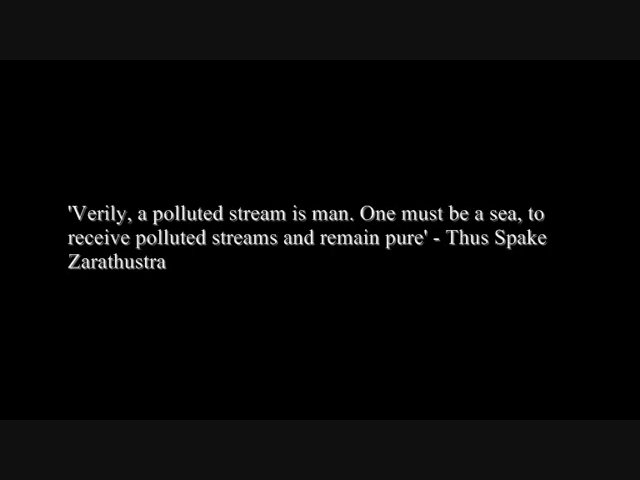 'Verily, a polluted stream is man. One must be a sea, to
receive polluted streams and remain pure' - Thus Spake
Zarathustra